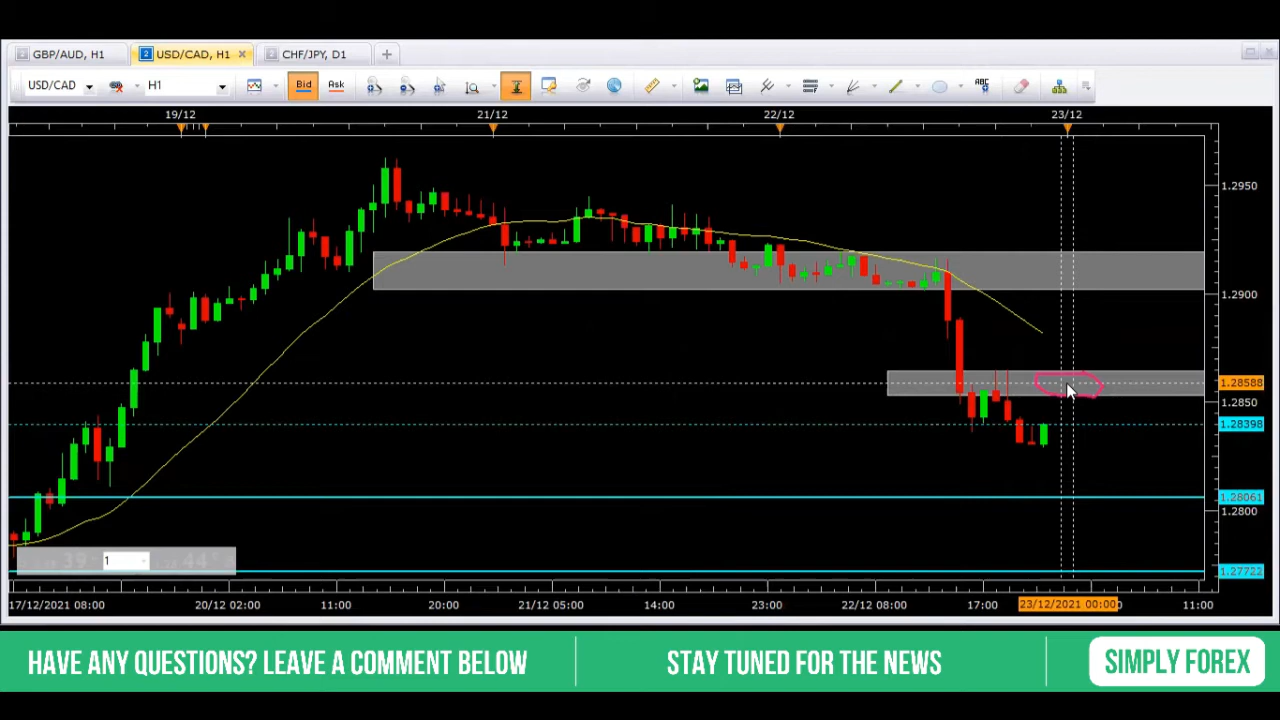 GBP/AUD, H1 USD/CAD, H1 CHF/JPY, D1
USD/CAD H1 Bid Ask ABC
19/12 21/12 22/12 23/12
1.2950
1.2900
1.28588
1.2850
1.28398
1.28061
1.2800
39 1 44
1.27722
17/12/2021 08:00 20/12 02:00 11:00 20:00 21/12 05:00 14:00 23:00 22/12 08:00 17:00 23/12/2021 00:00 11:00
HAVE ANY QUESTIONS? LEAVE A COMMENT BELOW STAY TUNED FOR THE NEWS SIMPLY FOREX